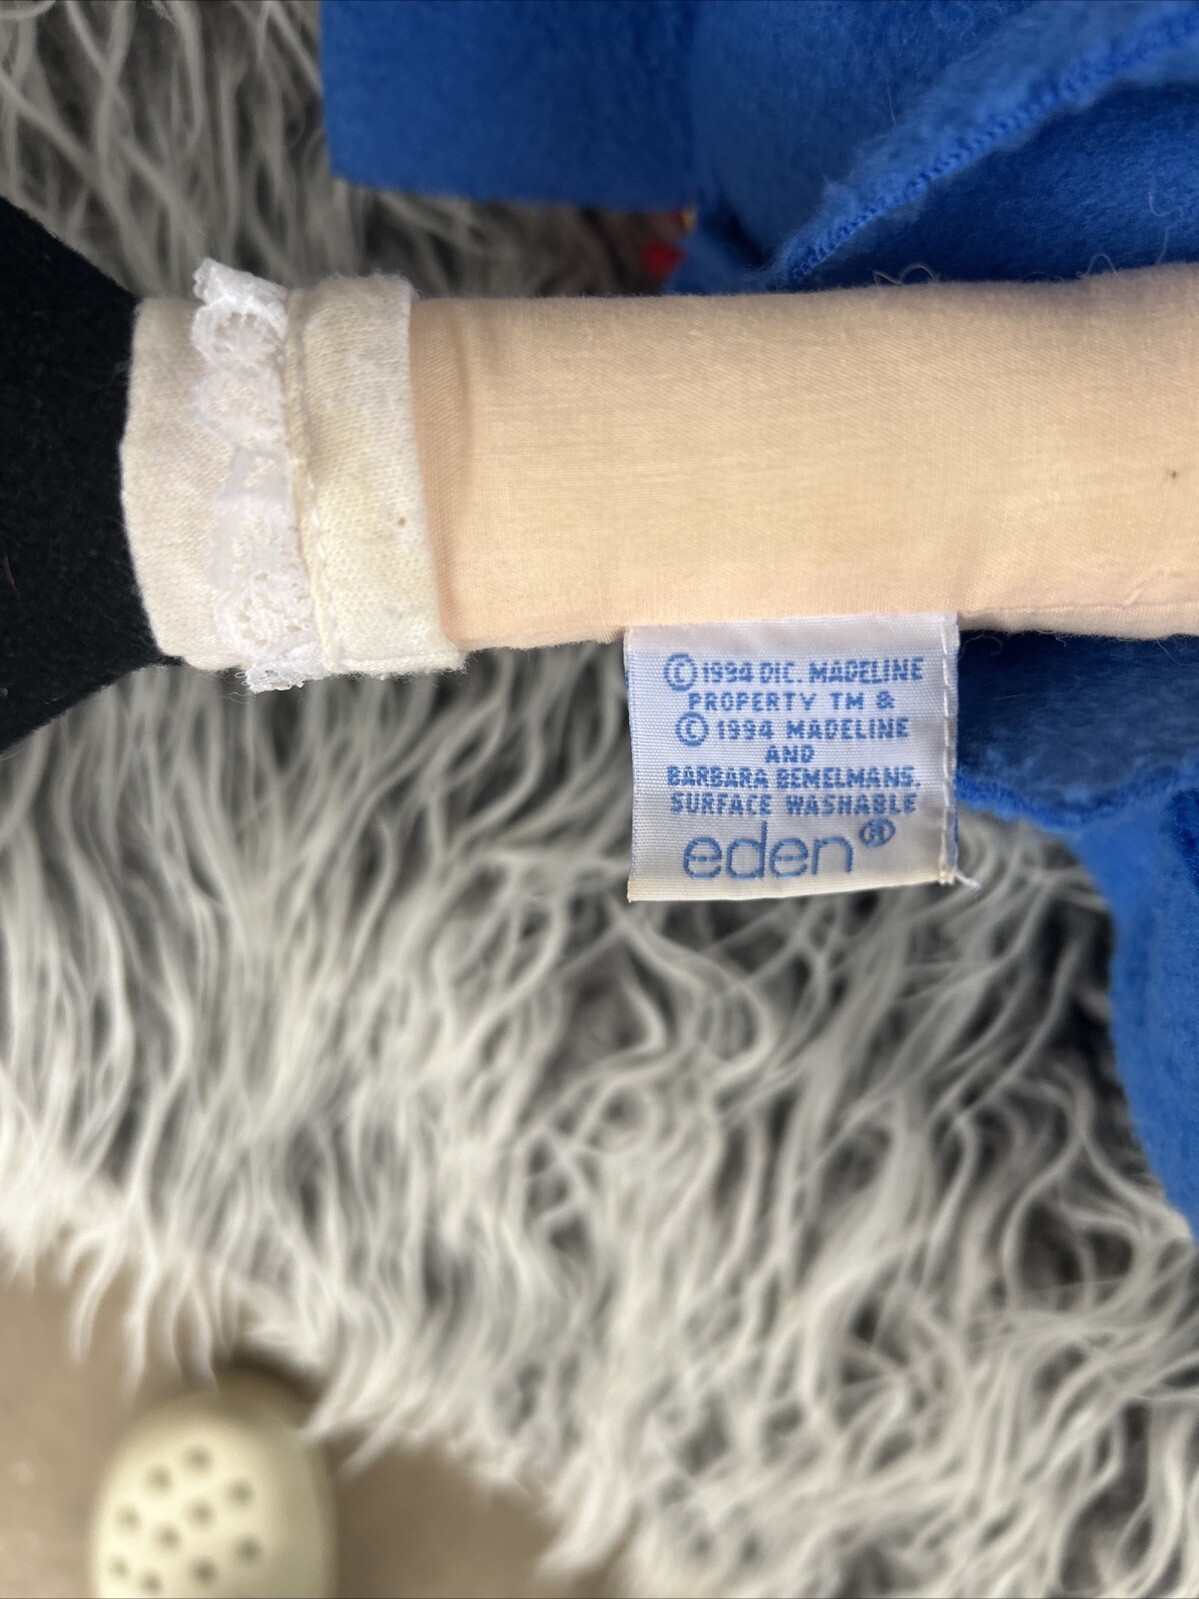 © 1994 DIC. MADELINE
PROPERTY TM &
© 1994 MADELINE
AND
BARBARA BEMELMANS.
SURFACE WASHABLE
eden®